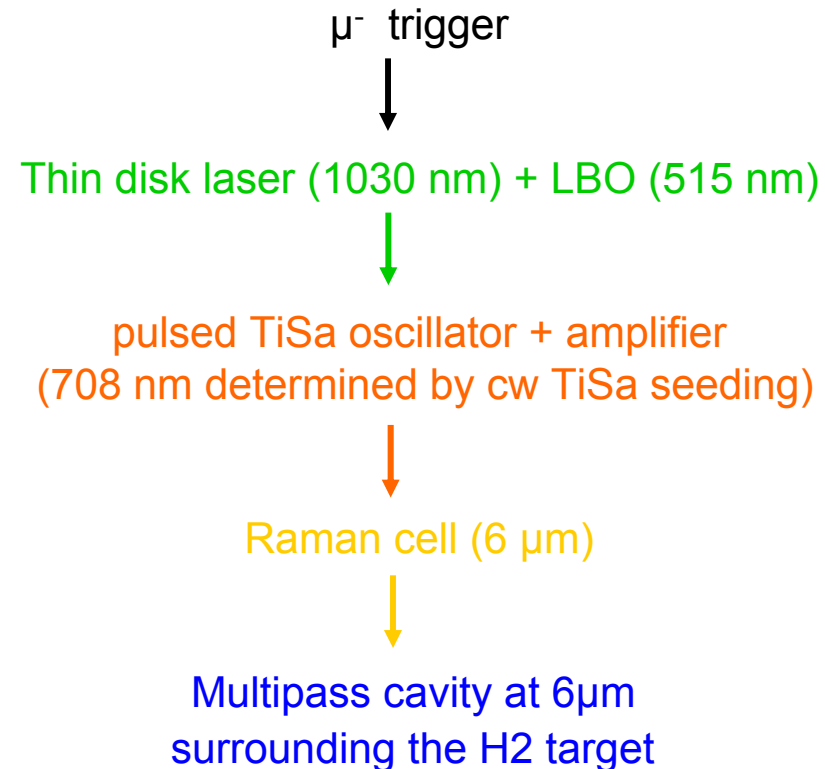 μ⁻ trigger
Thin disk laser (1030 nm) + LBO (515 nm)
pulsed TiSa oscillator + amplifier
(708 nm determined by cw TiSa seeding)
Raman cell (6 μm)
Multipass cavity at 6μm
surrounding the H2 target